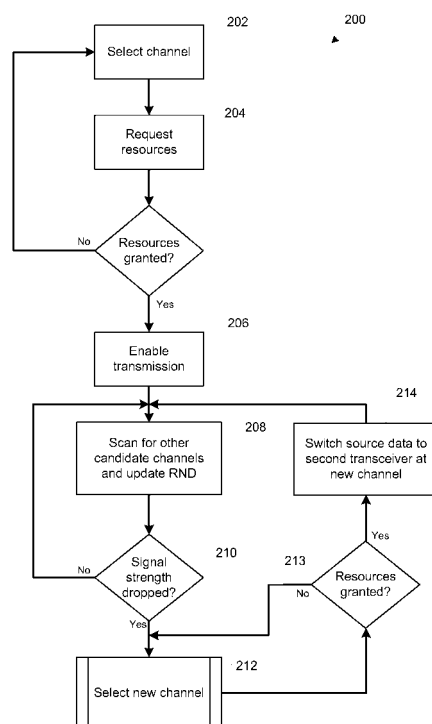 202
200
Select channel
204
Request
resources
Resources
granted?
No
Yes
206
Enable
transmission
214
208
Scan for other
candidate channels
and update RND
Switch source data to
second transceiver at
new channel
210
213
Yes
Signal
strength
dropped?
No
Resources
granted?
No
Yes
212
Select new channel